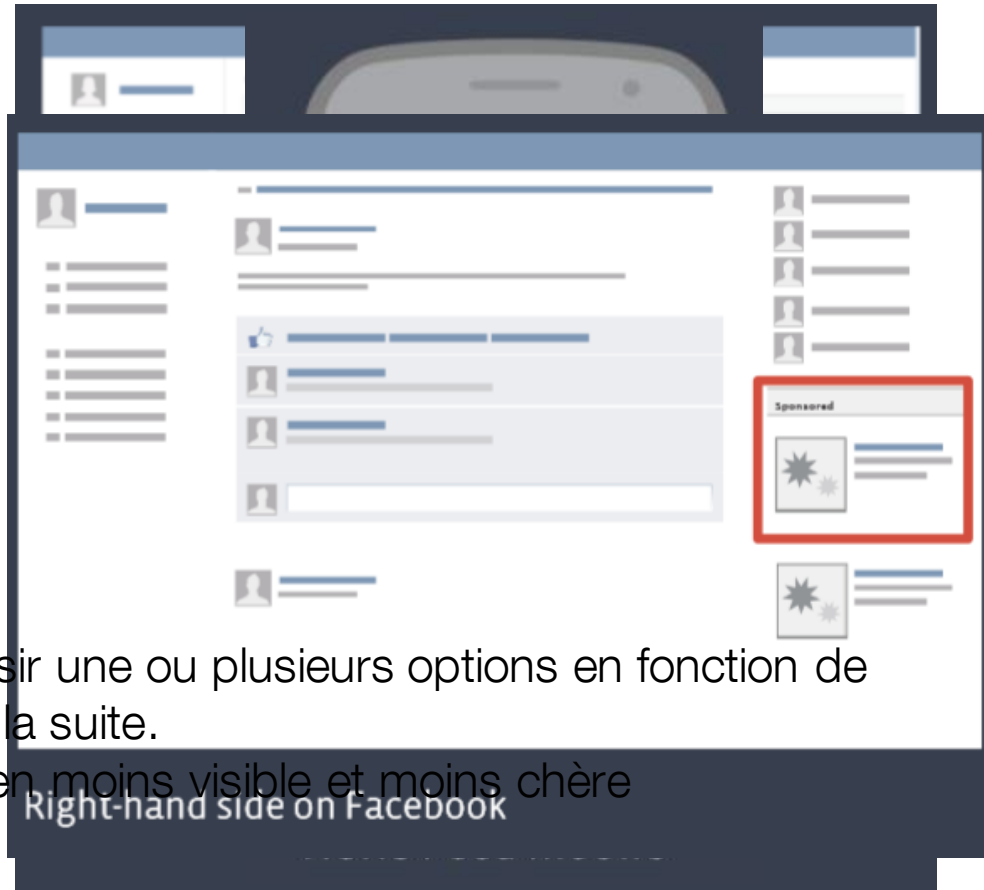 Sponsored
sir une ou plusieurs options en fonction de
la suite.
en moins visible et moins chère
Right-hand side on Facebook